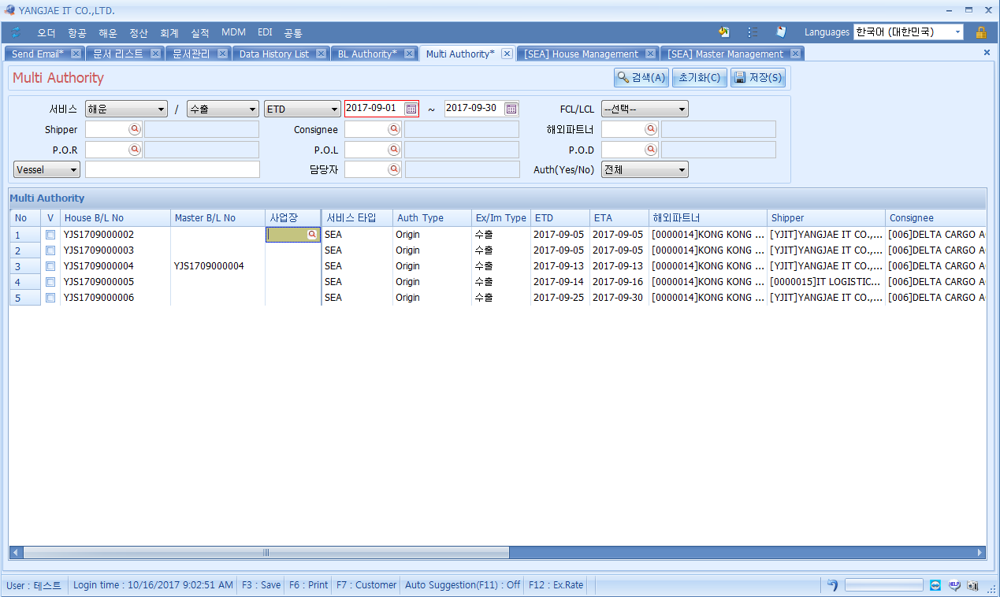 YANGJAE IT CO.,LTD.
오더 항공 해운 정산 회계 실적 MDM EDI 공통 Languages 한국어 (대한민국)
Send Email* 문서 리스트 문서관리 Data History List BL Authority* Multi Authority* [SEA] House Management [SEA] Master Management
Multi Authority 검색(A) 초기화(C) 저장(S)
서비스 해운 / 수출 ETD 2017-09-01 ~ 2017-09-30 FCL/LCL --선택--
Shipper Consignee 해외파트너
P.O.R P.O.L P.O.D
Vessel 담당자 Auth(Yes/No) 전체
Multi Authority
No V House B/L No Master B/L No 사업장 서비스 타입 Auth Type Ex/Im Type ETD ETA 해외파트너 Shipper Consignee
1 YJS1709000002 SEA Origin 수출 2017-09-05 2017-09-05 [0000014]KONG KONG ... [YJIT]YANGJAE IT CO.,... [006]DELTA CARGO A
2 YJS1709000003 SEA Origin 수출 2017-09-05 2017-09-05 [0000014]KONG KONG ... [YJIT]YANGJAE IT CO.,... [006]DELTA CARGO A
3 YJS1709000004 YJS1709000004 SEA Origin 수출 2017-09-13 2017-09-13 [0000014]KONG KONG ... [YJIT]YANGJAE IT CO.,... [006]DELTA CARGO A
4 YJS1709000005 SEA Origin 수출 2017-09-14 2017-09-16 [0000014]KONG KONG ... [0000015]IT LOGISTIC... [006]DELTA CARGO A
5 YJS1709000006 SEA Origin 수출 2017-09-25 2017-09-30 [0000014]KONG KONG ... [YJIT]YANGJAE IT CO.,... [006]DELTA CARGO A
User : 테스트 Login time : 10/16/2017 9:02:51 AM F3 : Save F6 : Print F7 : Customer Auto Suggestion(F11) : Off F12 : Ex.Rate HELP